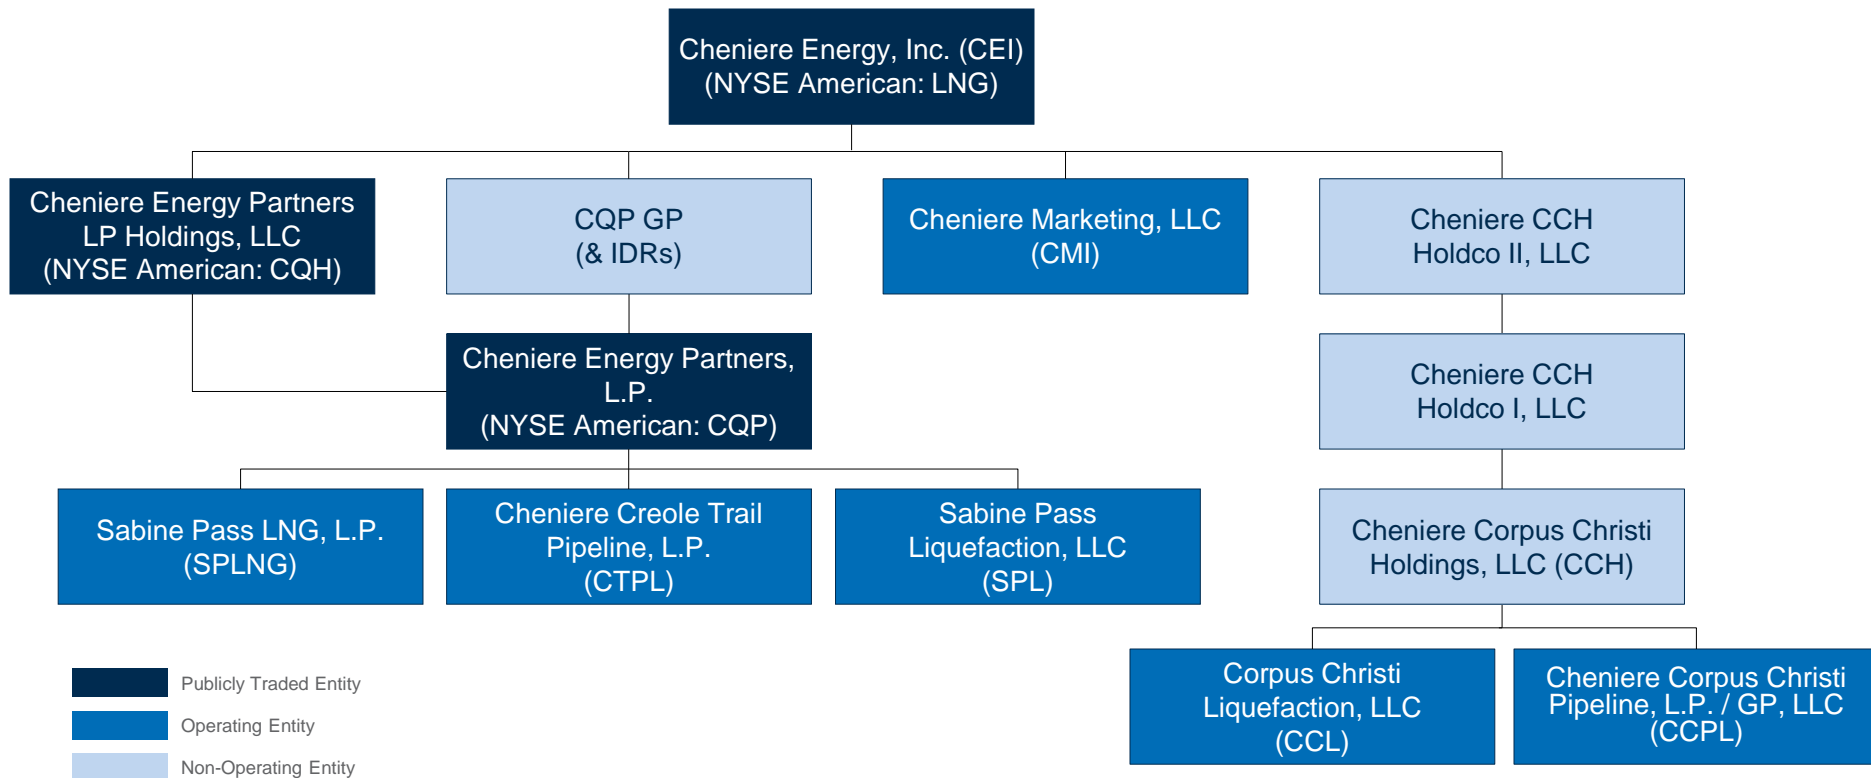 Cheniere Energy, Inc. (CEI)
(NYSE American: LNG)
Cheniere Energy Partners
LP Holdings, LLC
(NYSE American: CQH)
CQP GP
(& IDRs)
Cheniere Marketing, LLC
(CMI)
Cheniere CCH
Holdco II, LLC
Cheniere Energy Partners,
L.P.
(NYSE American: CQP)
Cheniere CCH
Holdco I, LLC
Sabine Pass LNG, L.P.
(SPLNG)
Cheniere Creole Trail
Pipeline, L.P.
(CTPL)
Sabine Pass
Liquefaction, LLC
(SPL)
Cheniere Corpus Christi
Holdings, LLC (CCH)
Corpus Christi
Liquefaction, LLC
(CCL)
Cheniere Corpus Christi
Pipeline, L.P. / GP, LLC
(CCPL)
Publicly Traded Entity
Operating Entity
Non-Operating Entity